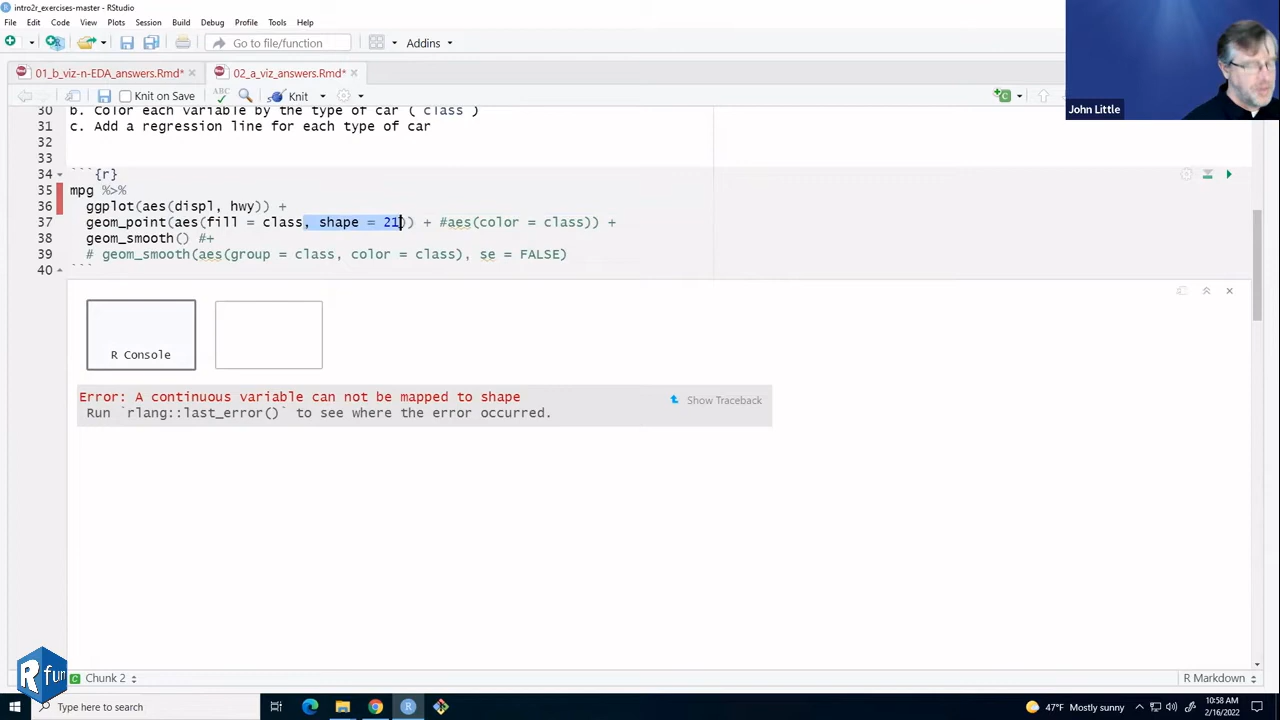 intro2r_exercises-master - RStudio
File Edit Code View Plots Session Build Debug Profile Tools Help
Go to file/function Addins
01_b_viz-n-EDA_answers.Rmd* 02_a_viz_answers.Rmd*
Knit on Save ABC Knit
John Little
30 b. Color each variable by the type of car (`class`)
31 c. Add a regression line for each type of car
32
33
34 ```{r}
35 mpg %>%
36 ggplot(aes(displ, hwy)) +
37 geom_point(aes(fill = class, shape = 21)) + #aes(color = class)) +
38 geom_smooth() #+
39 # geom_smooth(aes(group = class, color = class), se = FALSE)
40 ```
R Console
Error: A continuous variable can not be mapped to shape
Show Traceback
Run `rlang::last_error()` to see where the error occurred.
R fun
Chunk 2
R Markdown
Type here to search
47°F Mostly sunny
10:58 AM
2/16/2022